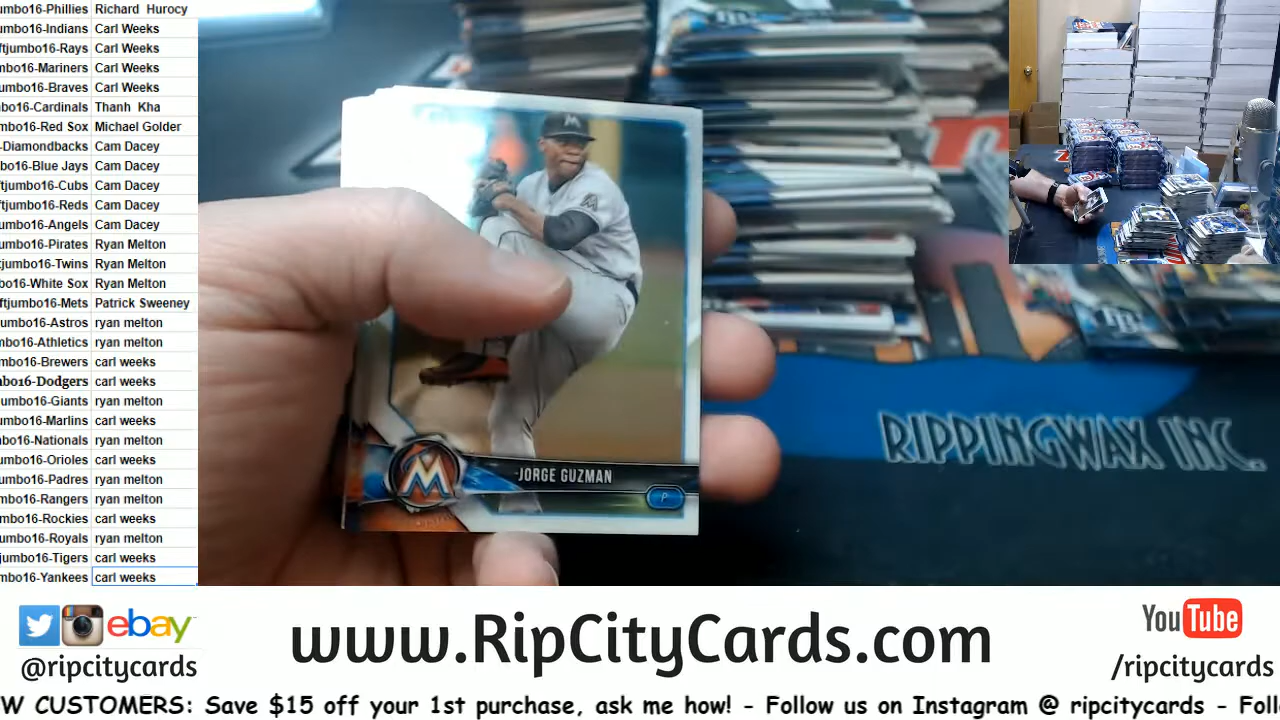 umbo16-Phillies Richard Hurocy
umbo16-Indians Carl Weeks
ftjumbo16-Rays Carl Weeks
mbo16-Mariners Carl Weeks
umbo16-Braves Carl Weeks
bo16-Cardinals Thanh Kha
mbo16-Red Sox Michael Golder
-Diamondbacks Cam Dacey
bo16-Blue Jays Cam Dacey
tjumbo16-Cubs Cam Dacey
ftjumbo16-Reds Cam Dacey
umbo16-Angels Cam Dacey
umbo16-Pirates Ryan Melton
tjumbo16-Twins Ryan Melton
bo16-White Sox Ryan Melton
ftjumbo16-Mets Patrick Sweeney
umbo16-Astros ryan melton
mbo16-Athletics ryan melton
mbo16-Brewers carl weeks
mbo16-Dodgers carl weeks
umbo16-Giants ryan melton
umbo16-Marlins carl weeks
bo16-Nationals ryan melton
umbo16-Orioles carl weeks
umbo16-Padres ryan melton
mbo16-Rangers ryan melton
mbo16-Rockies carl weeks
umbo16-Royals ryan melton
jumbo16-Tigers carl weeks
mbo16-Yankees carl weeks
M
M
JORGE GUZMAN
P
RIPPINGWAX INC.
ebay
@ripcitycards
www.RipCityCards.com
YouTube
/ripcitycards
W CUSTOMERS: Save $15 off your 1st purchase, ask me how! - Follow us on Instagram @ ripcitycards - Foll